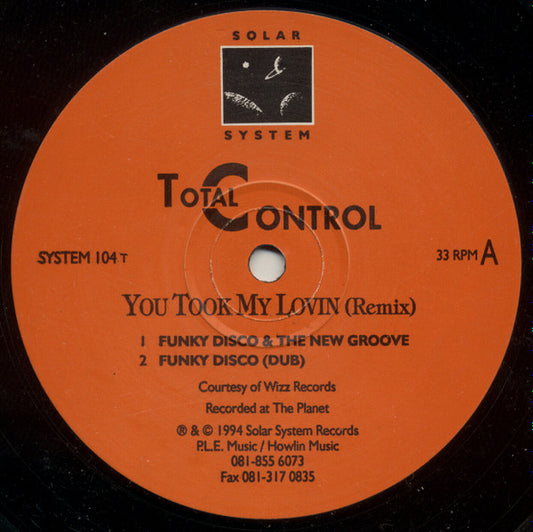 SOLAR
SYSTEM
TOTAL CONTROL
SYSTEM 104 T
33 RPM A
YOU TOOK MY LOVIN (Remix)
1 FUNKY DISCO & THE NEW GROOVE
2 FUNKY DISCO (DUB)
Courtesy of Wizz Records
Recorded at The Planet
℗ & © 1994 Solar System Records
P.L.E. Music / Howlin Music
081-855 6073
Fax 081-317 0835